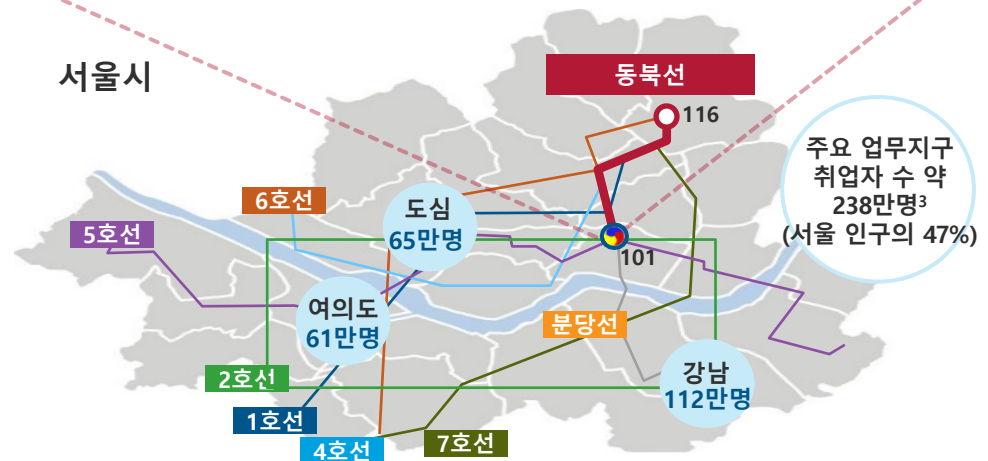 서울시
동북선
116
주요 업무지구
취업자 수 약
238만명³
(서울 인구의 47%)
6호선
도심
65만명
5호선
101
여의도
61만명
분당선
강남
112만명
2호선
1호선
4호선
7호선